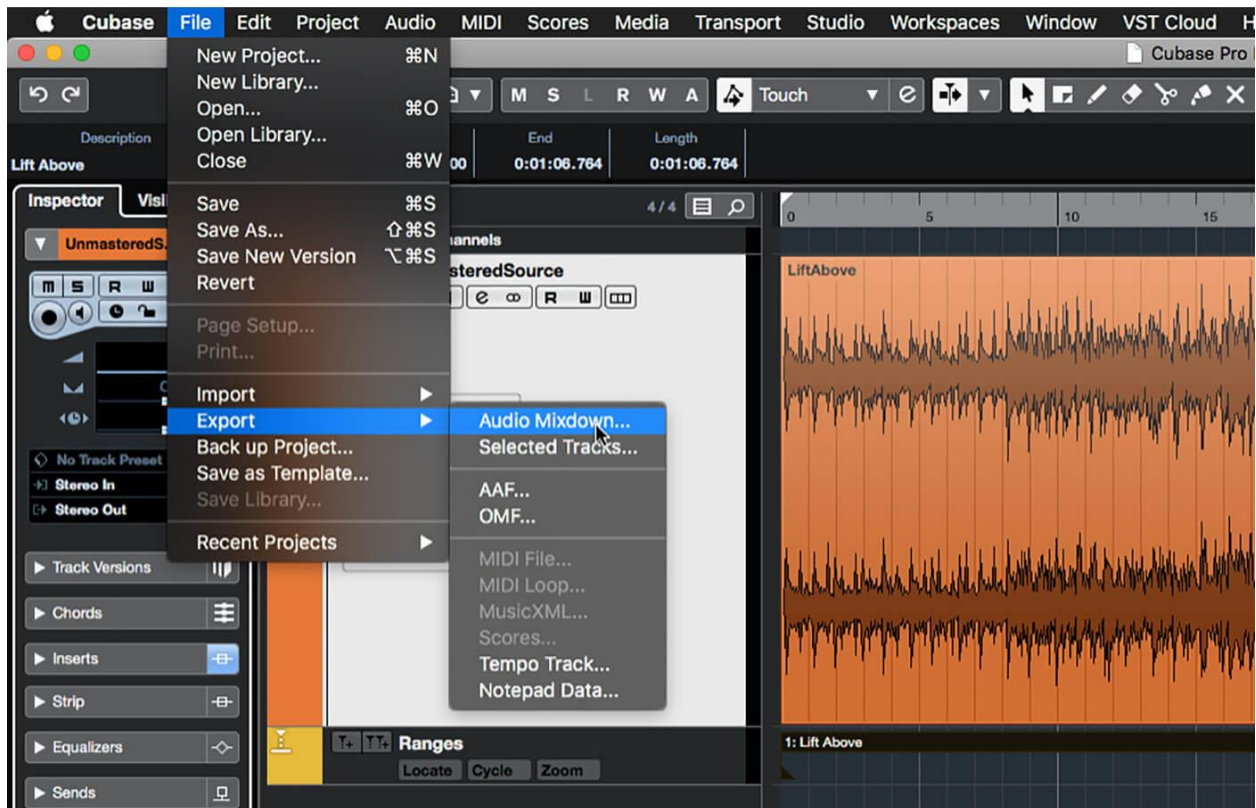 Cubase File Edit Project Audio MIDI Scores Media Transport Studio Workspaces Window VST Cloud H
Cubase Pro
New Project... ⌘N
New Library...
Open... ⌘O
Open Library...
Close ⌘W
Save ⌘S
Save As... ⇧⌘S
Save New Version ⌥⌘S
Revert
Page Setup...
Print...
Import
Export
Back up Project...
Save as Template...
Save Library...
Recent Projects
Audio Mixdown...
Selected Tracks...
AAF...
OMF...
MIDI File...
MIDI Loop...
MusicXML...
Scores...
Tempo Track...
Notepad Data...
M S L R W A Touch
Description End Length
Lift Above 00 0:01:06.764 0:01:06.764
Inspector Visi
4/4
0 5 10 15
UnmasteredS.
annels
steredSource
m S R W
e R W
LiftAbove
C
No Track Preset
Stereo In
Stereo Out
Track Versions
Chords
Inserts
Strip
Equalizers
Sends
T+ TT+ Ranges
Locate Cycle Zoom
1: Lift Above